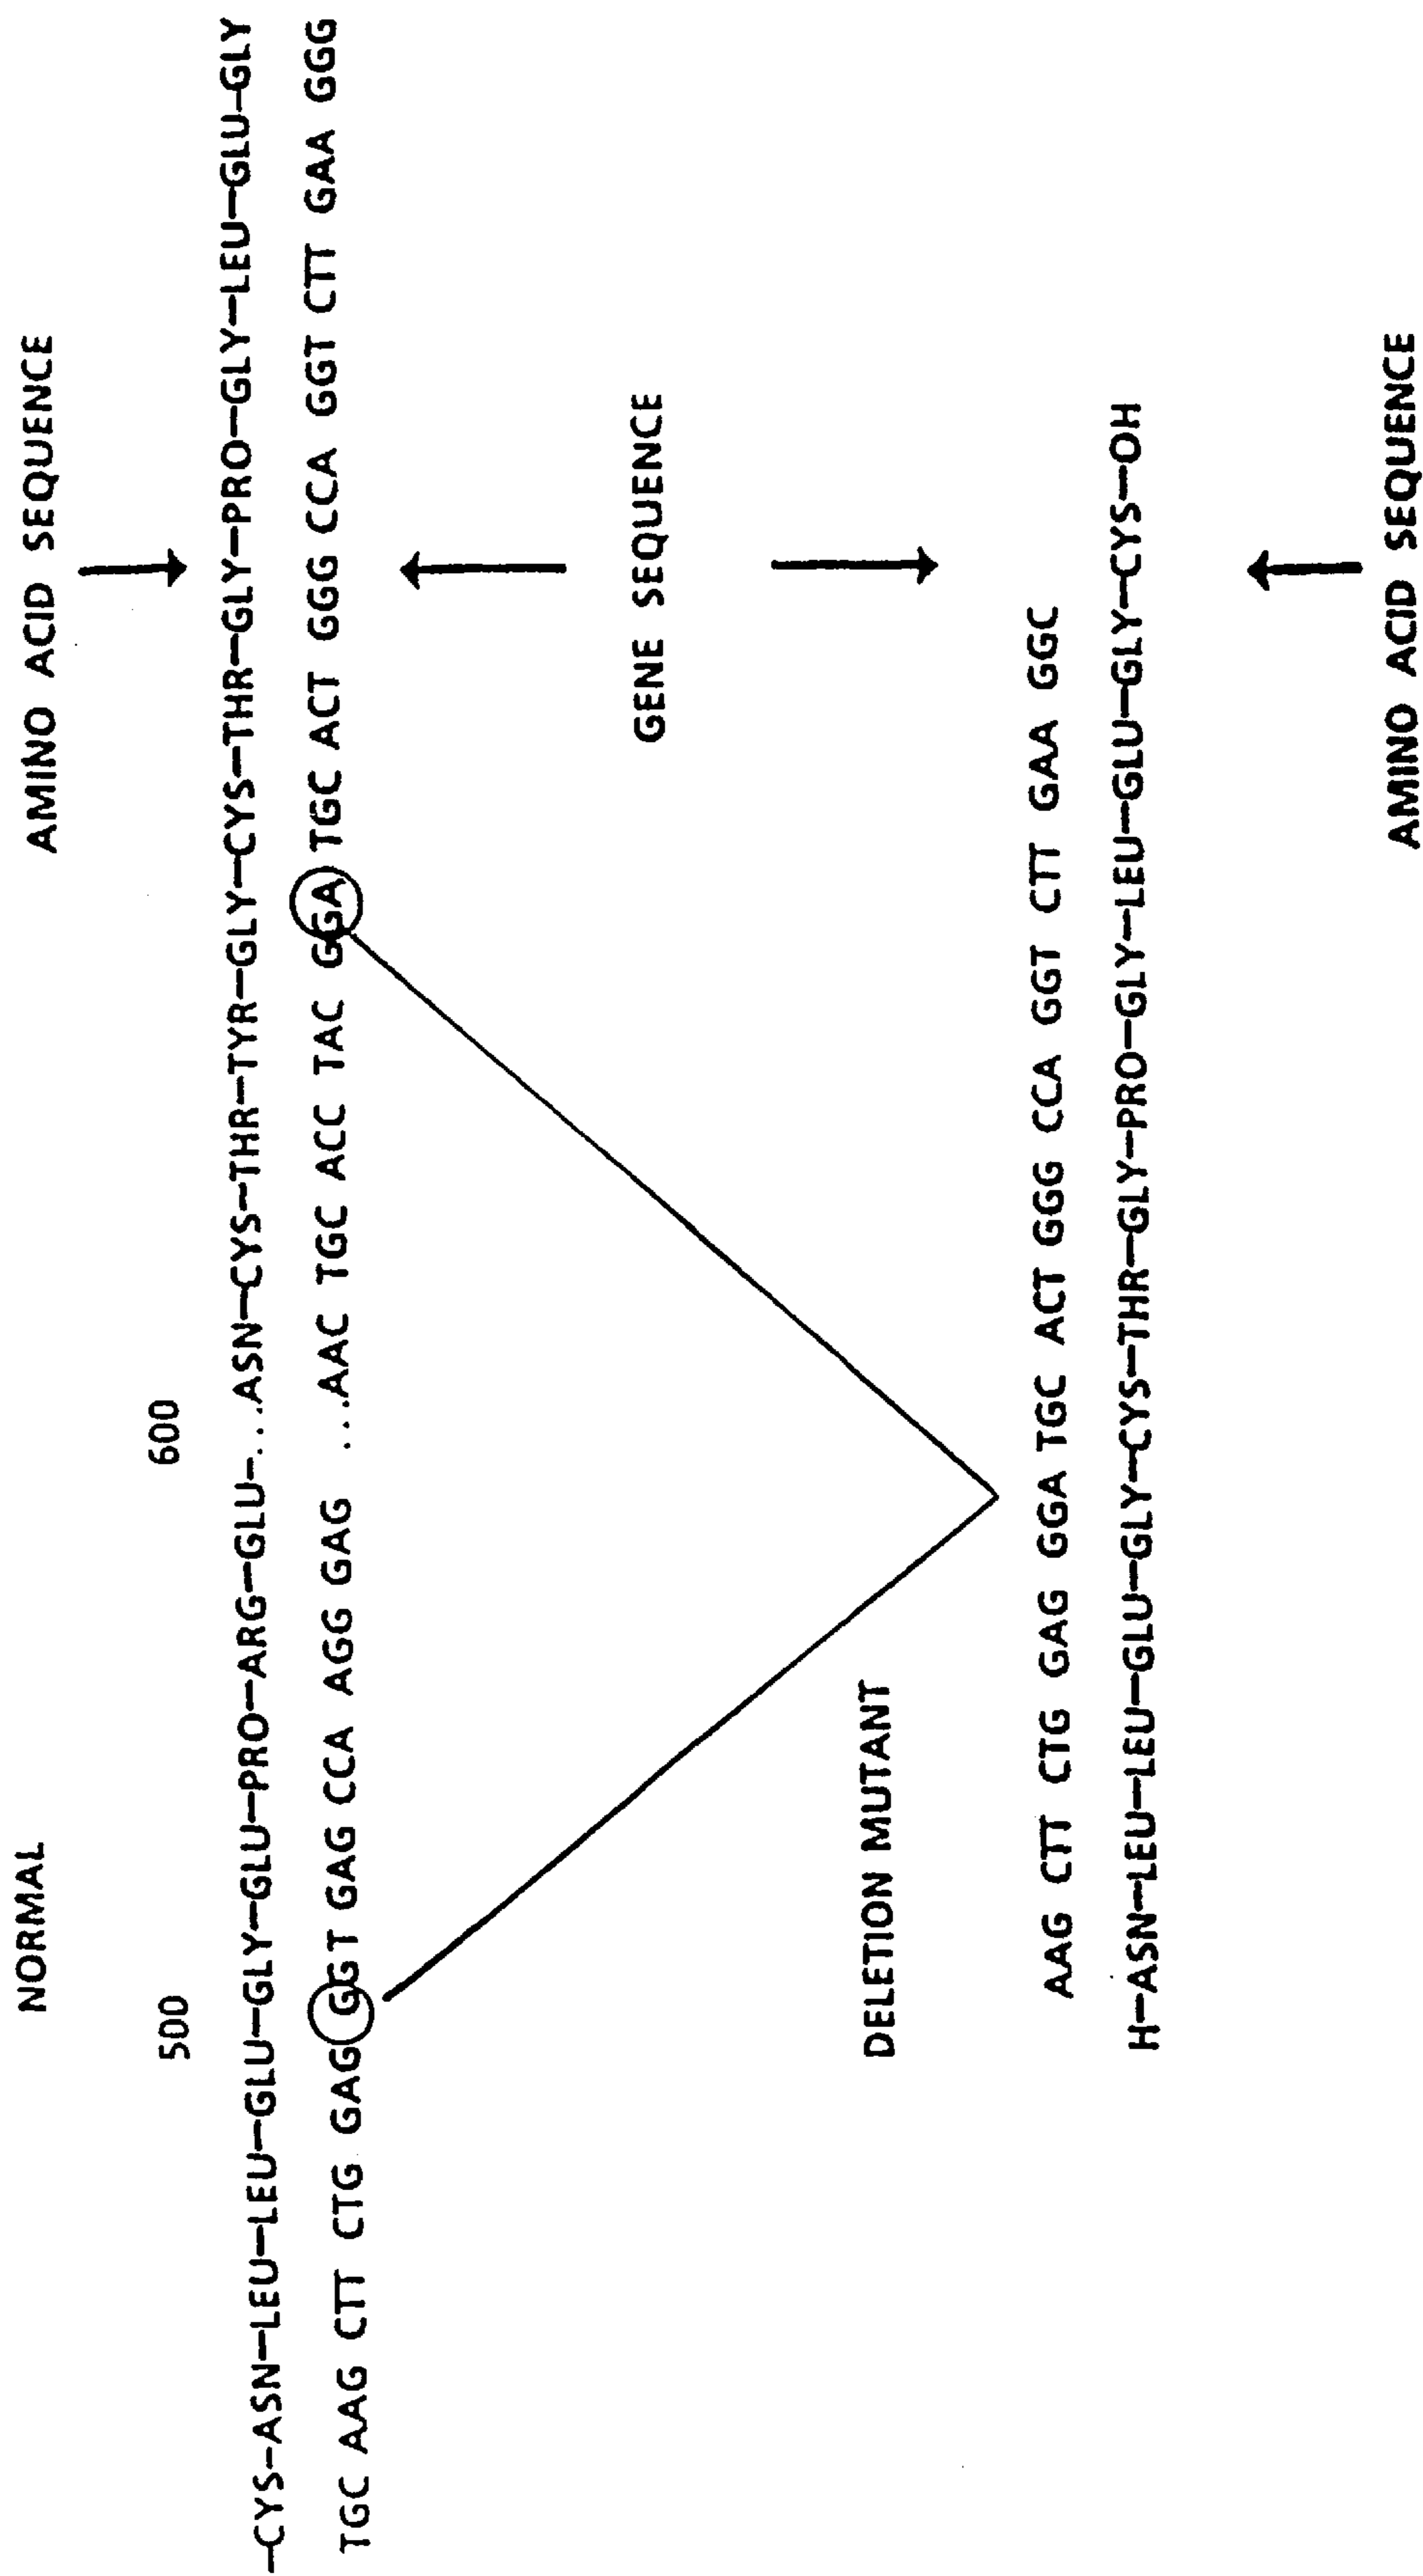 NORMAL
AMINO ACID SEQUENCE
500
600
—CYS—ASN—LEU—LEU—GLU—GLU—GLY—GLU—PRO—ARG—GLU—...ASN—CYS—THR—TYR—GLY—CYS—THR—GLY—PRO—GLY—LEU—GLU—GLY
TGC AAG CTT CTG GAG GGT GAG CCA AGG GAG ...AAC TGC ACC TAC GGA TGC ACT GGG CCA GGT CTT GAA GGG
GENE SEQUENCE
DELETION MUTANT
AAG CTT CTG GAG GGA TGC ACT GGG CCA GGT CTT GAA GGC
H—ASN—LEU—LEU—GLU—GLY—CYS—THR—GLY—PRO—GLY—LEU—GLU—GLY—CYS—OH
AMINO ACID SEQUENCE